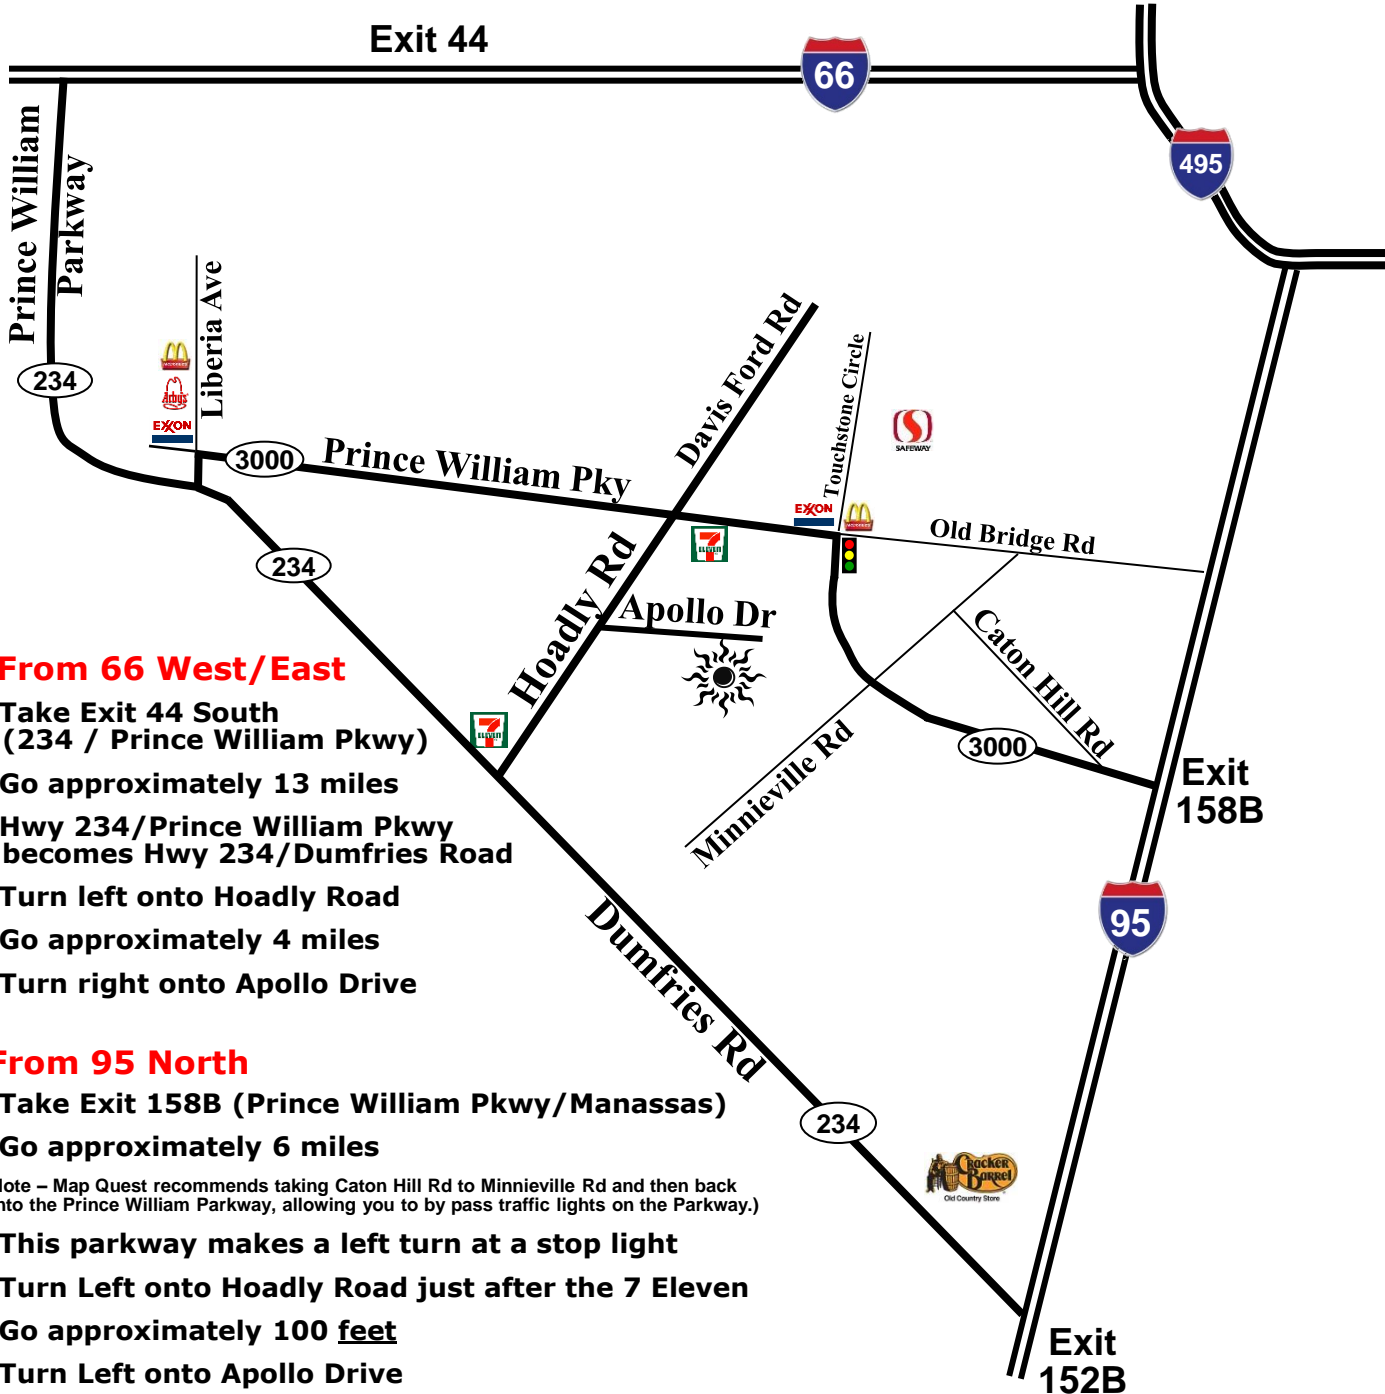 Exit 44
66
495
Prince William
Parkway
234
Liberia Ave
McDonald's
Arby's
EXXON
3000
Prince William Pky
Davis Ford Rd
Touchstone Circle
SAFEWAY
EXXON
McDonald's
7
ELEVEN
Old Bridge Rd
234
Hoadly Rd
Apollo Dr
Caton Hill Rd
Minnieville Rd
3000
Exit
158B
7
ELEVEN
95
Dumfries Rd
234
Cracker
Barrel
Old Country Store
Exit
152B
From 66 West/East
Take Exit 44 South
(234 / Prince William Pkwy)
Go approximately 13 miles
Hwy 234/Prince William Pkwy
becomes Hwy 234/Dumfries Road
Turn left onto Hoadly Road
Go approximately 4 miles
Turn right onto Apollo Drive
From 95 North
Take Exit 158B (Prince William Pkwy/Manassas)
Go approximately 6 miles
ote – Map Quest recommends taking Caton Hill Rd to Minnieville Rd and then back
nto the Prince William Parkway, allowing you to by pass traffic lights on the Parkway.)
This parkway makes a left turn at a stop light
Turn Left onto Hoadly Road just after the 7 Eleven
Go approximately 100 feet
Turn Left onto Apollo Drive